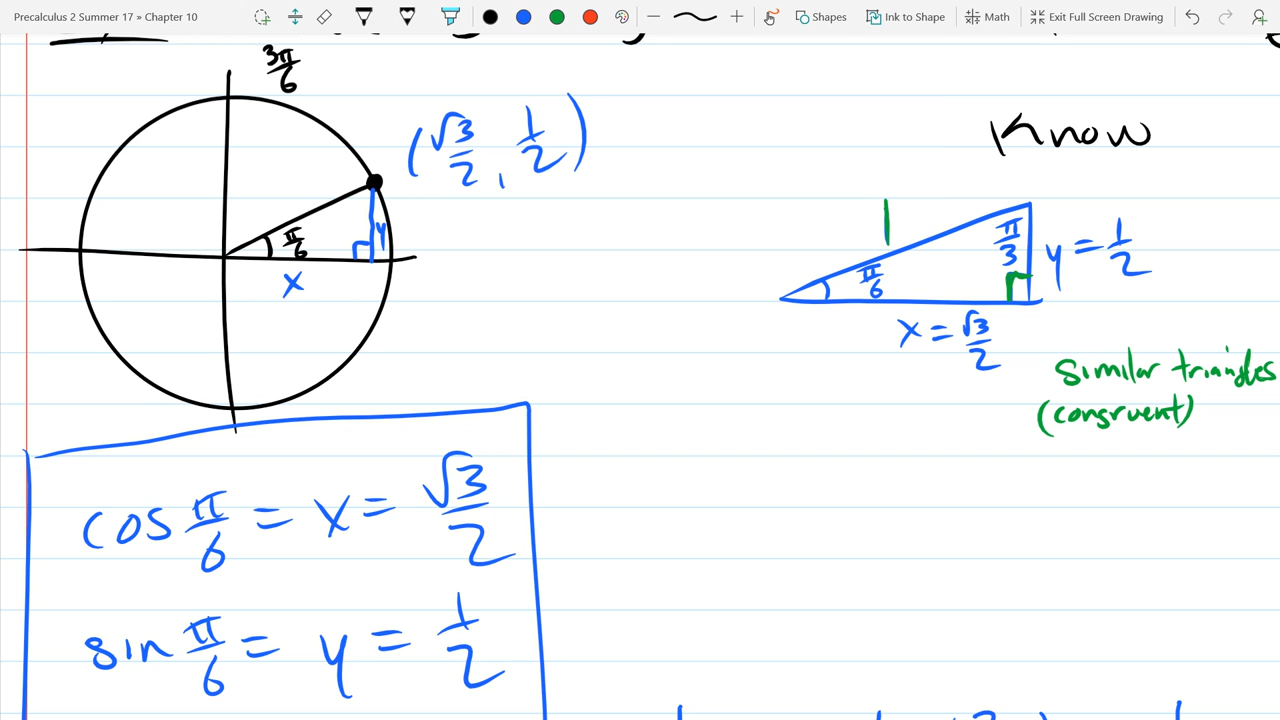 Precalculus 2 Summer 17 » Chapter 10
Shapes
Ink to Shape
Math
Exit Full Screen Drawing
3π/6
(√3/2, 1/2)
π/6
y
x
Know
1
π/6
π/3
y = 1/2
x = √3/2
Similar triangles
(congruent)
cos π/6 = x = √3/2
sin π/6 = y = 1/2